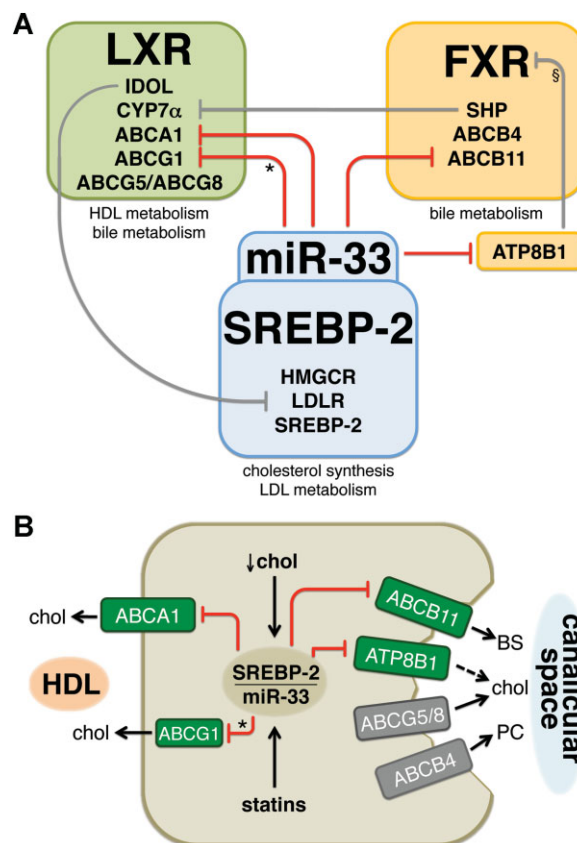 A
LXR
IDOL
CYP7α
ABCA1
ABCG1
ABCG5/ABCG8
HDL metabolism
bile metabolism
*
FXR
§
SHP
ABCB4
ABCB11
bile metabolism
ATP8B1
miR-33
SREBP-2
HMGCR
LDLR
SREBP-2
cholesterol synthesis
LDL metabolism
B
↓chol
chol
ABCA1
ABCB11
BS
ATP8B1
chol
HDL
SREBP-2
miR-33
chol
ABCG1
*
ABCG5/8
PC
ABCB4
statins
canalicular
space